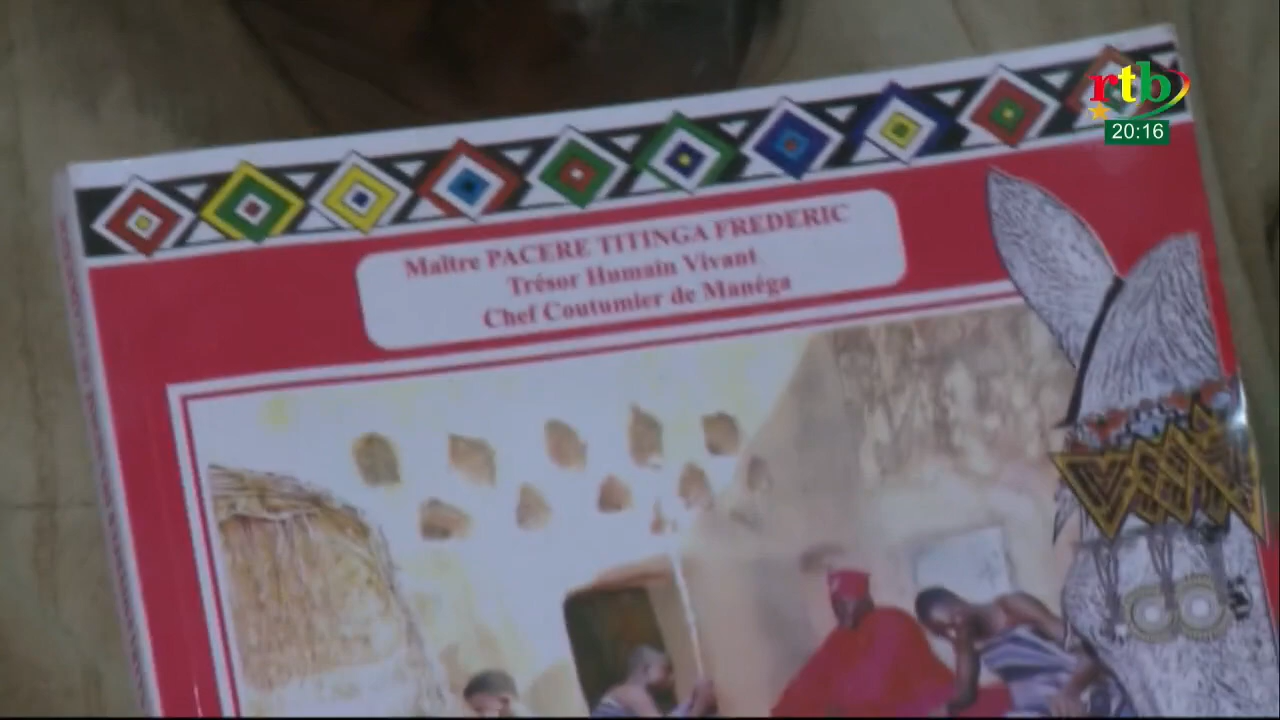 rtb
20:16
Maître PACERE TITINGA FREDERIC
Trésor Humain Vivant
Chef Coutumier de Manéga